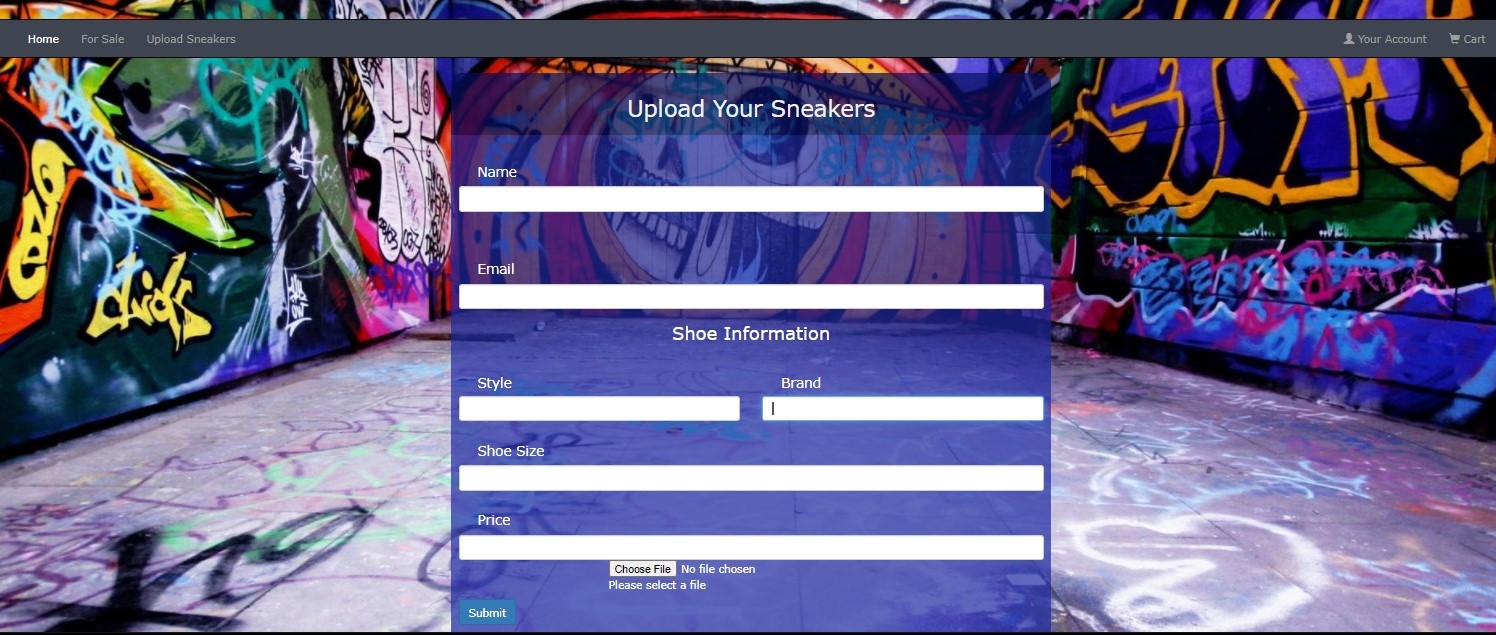 Home For Sale Upload Sneakers Your Account Cart
Upload Your Sneakers
Name
Email
Shoe Information
Style Brand
Shoe Size
Price
Choose File No file chosen
Please select a file
Submit